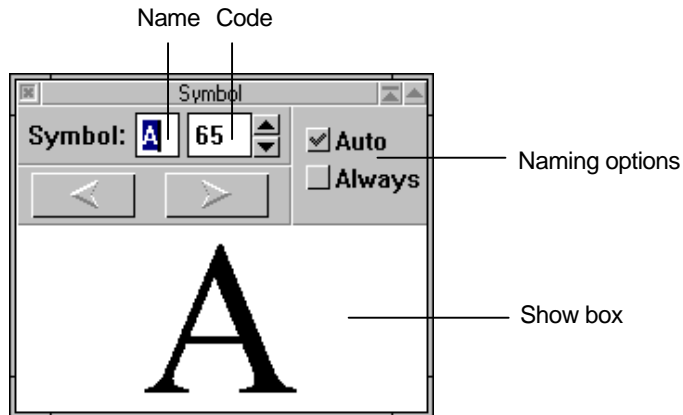 Name Code
Symbol
Symbol: A 65
Auto
Always
Naming options
A
Show box